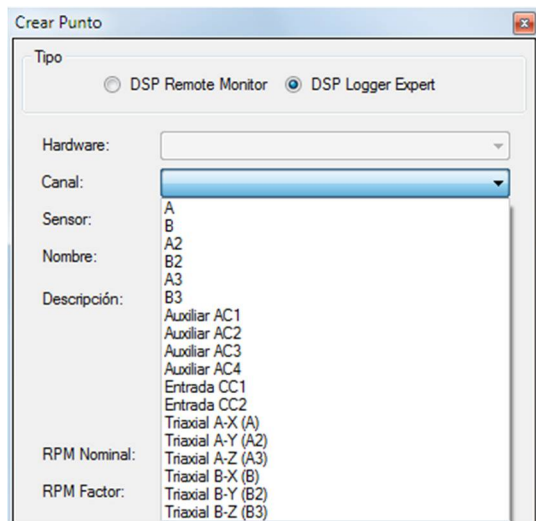 Crear Punto
Tipo
DSP Remote Monitor DSP Logger Expert
Hardware:
Canal:
Sensor:
Nombre:
Descripción:
A
B
A2
B2
A3
B3
Auxiliar AC1
Auxiliar AC2
Auxiliar AC3
Auxiliar AC4
Entrada CC1
Entrada CC2
Triaxial A-X (A)
Triaxial A-Y (A2)
Triaxial A-Z (A3)
Triaxial B-X (B)
Triaxial B-Y (B2)
Triaxial B-Z (B3)
RPM Nominal:
RPM Factor: